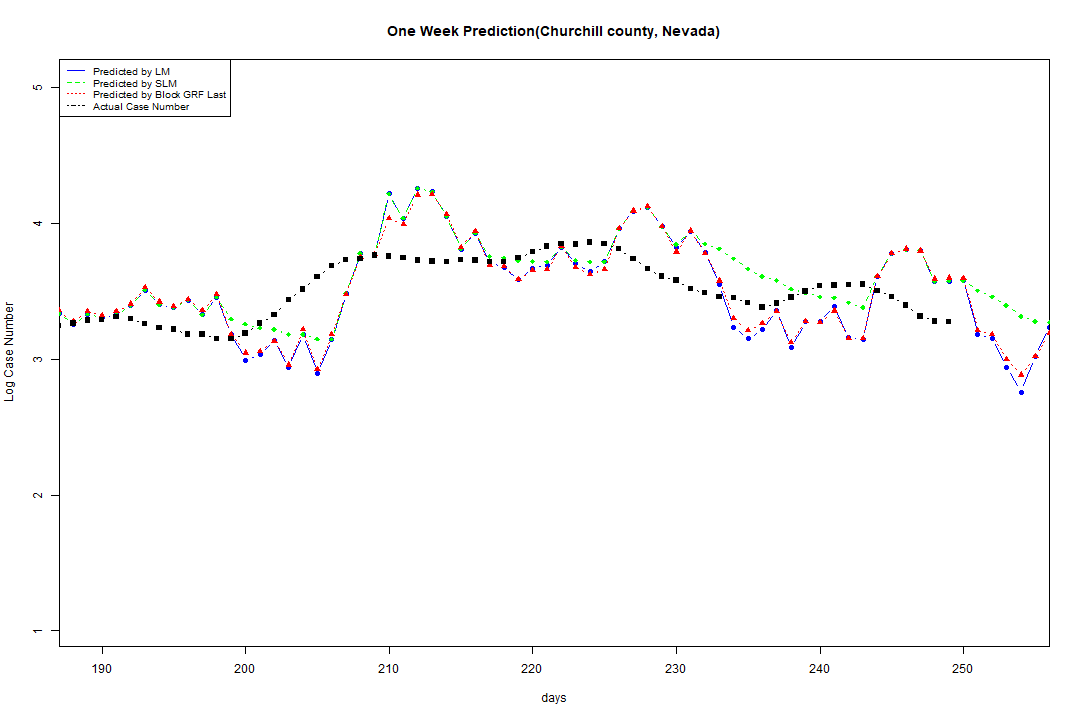 One Week Prediction(Churchill county, Nevada)
Predicted by LM
Predicted by SLM
Predicted by Block GRF Last
Actual Case Number
5
4
3
2
1
Log Case Number
190 200 210 220 230 240 250
days